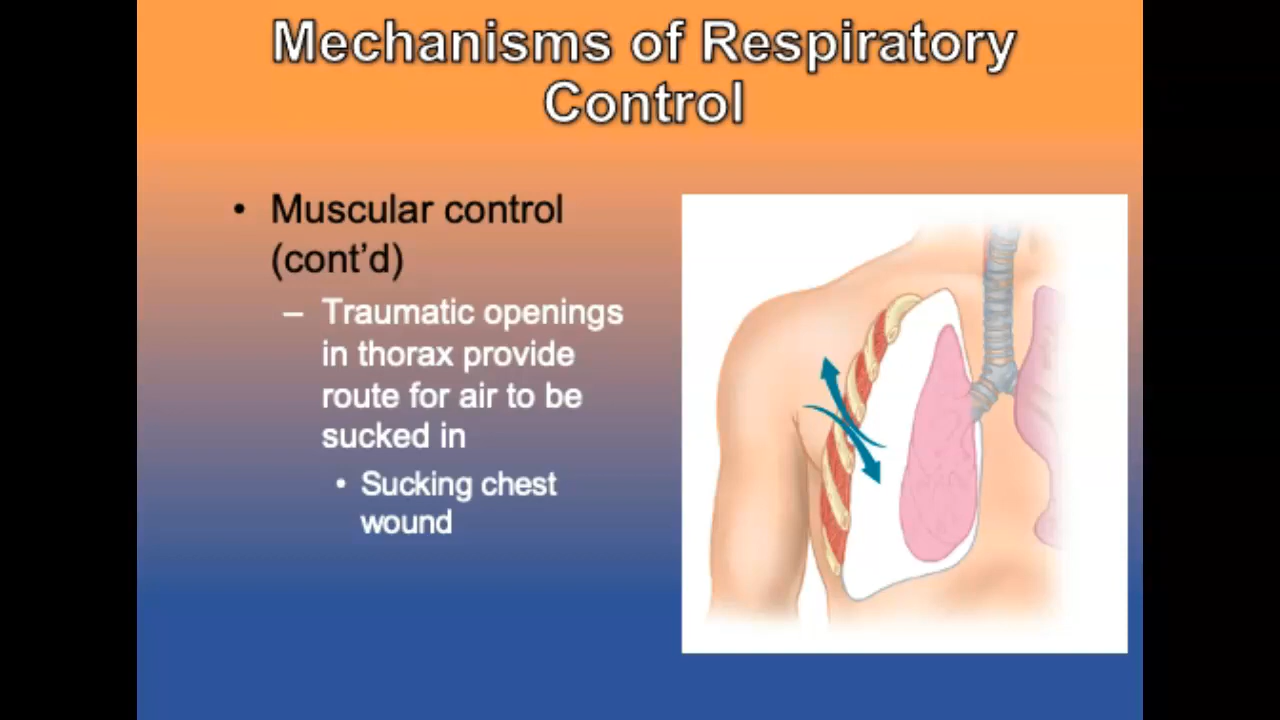 Mechanisms of Respiratory
Control
• Muscular control
(cont’d)
– Traumatic openings
in thorax provide
route for air to be
sucked in
• Sucking chest
wound